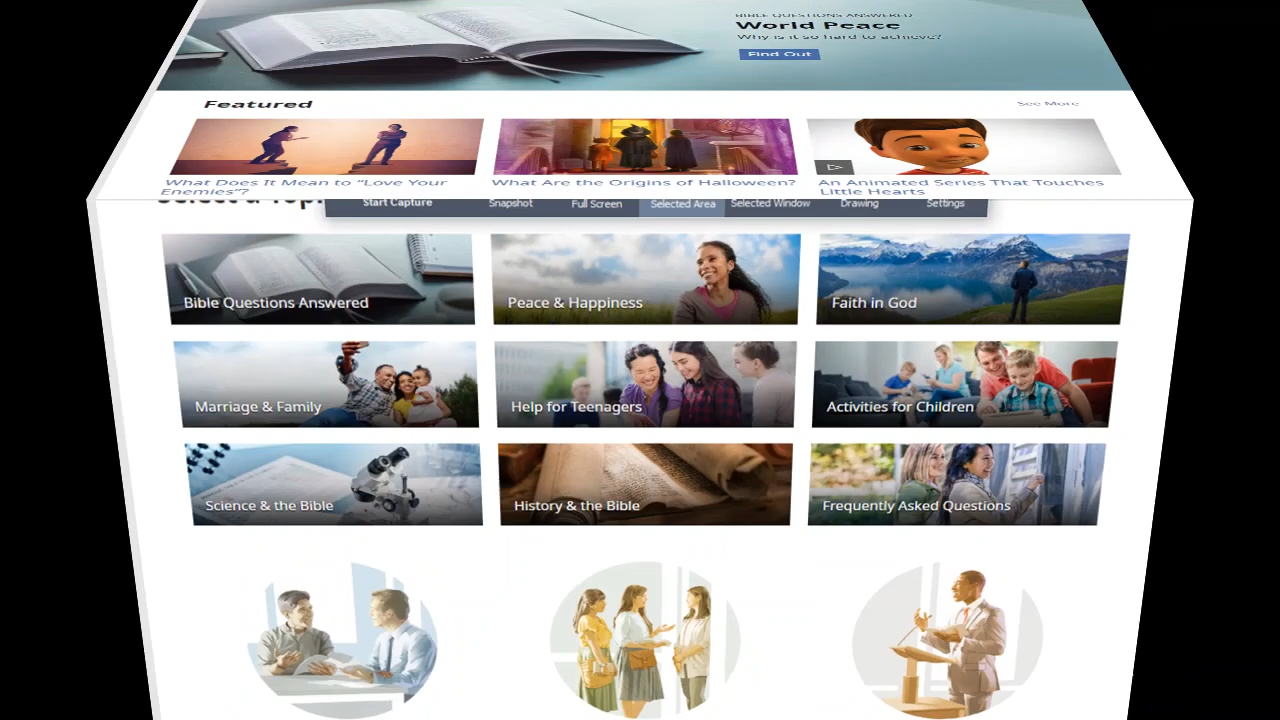 BIBLE QUESTIONS ANSWERED
World Peace
Why is it so hard to achieve?
Find Out
Featured
See More
What Does It Mean to “Love Your
Enemies”?
What Are the Origins of Halloween?
An Animated Series That Touches
Little Hearts
Select a Topi
Start Capture
Snapshot
Full Screen
Selected Area
Selected Window
Drawing
Settings
Bible Questions Answered
Peace & Happiness
Faith in God
Marriage & Family
Help for Teenagers
Activities for Children
Science & the Bible
History & the Bible
Frequently Asked Questions